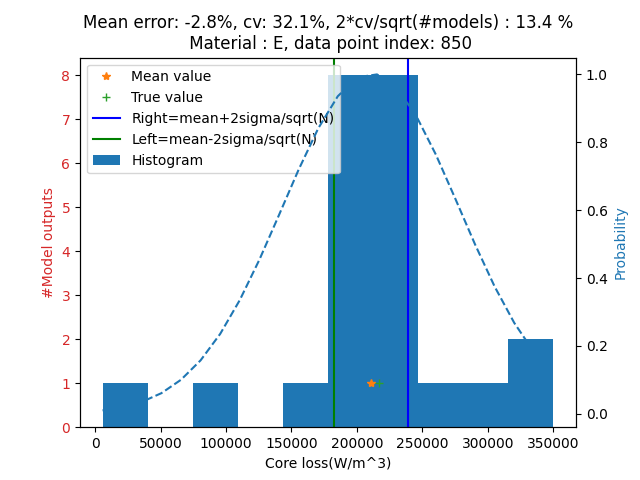 Mean error: -2.8%, cv: 32.1%, 2*cv/sqrt(#models) : 13.4 %
Material : E, data point index: 850
Mean value
True value
Right=mean+2sigma/sqrt(N)
Left=mean-2sigma/sqrt(N)
Histogram
8
7
6
5
4
3
2
1
0
#Model outputs
1.0
0.8
0.6
0.4
0.2
0.0
Probability
0 50000 100000 150000 200000 250000 300000 350000
Core loss(W/m^3)